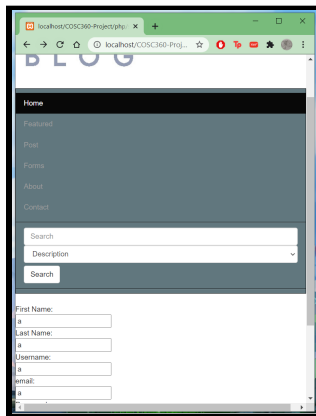 localhost/COSC360-Project/php
localhost/COSC360-Proj...
BLOG
Home
Featured
Post
Forms
About
Contact
Search
Description
Search
First Name:
a
Last Name:
a
Username:
a
email:
a